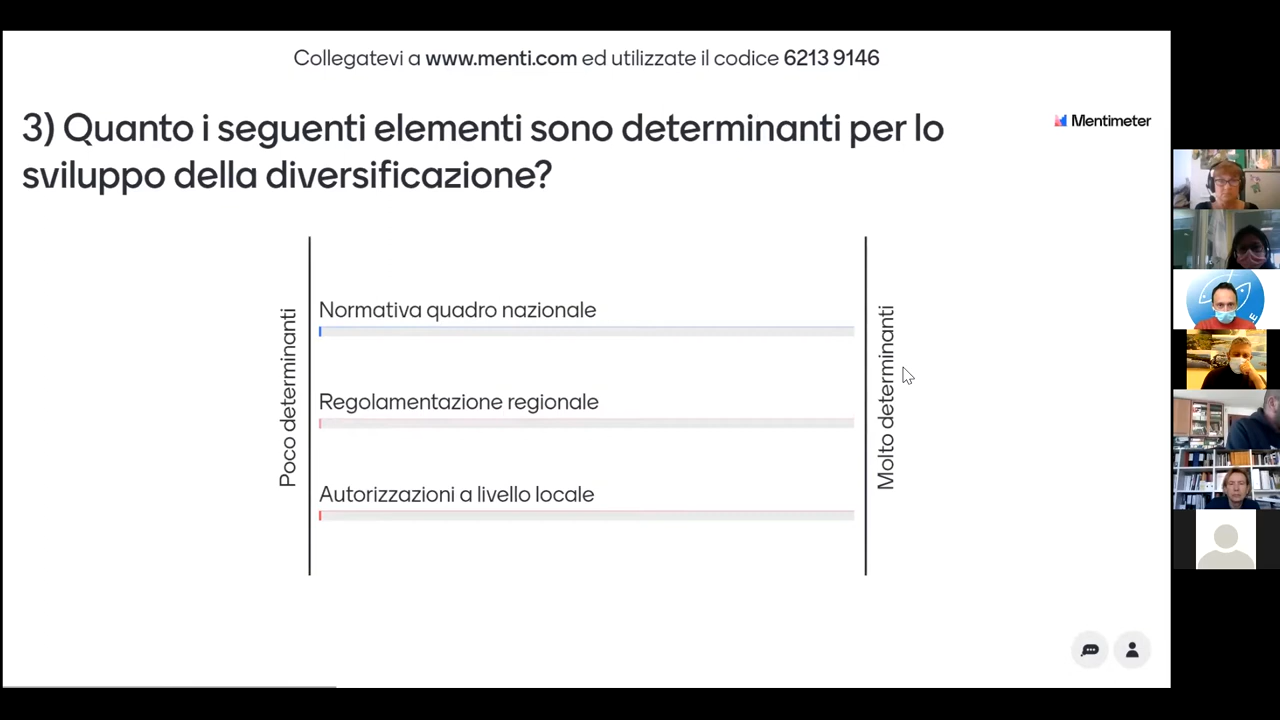 Collegatevi a www.menti.com ed utilizzate il codice 6213 9146
3) Quanto i seguenti elementi sono determinanti per lo
sviluppo della diversificazione?
Mentimeter
Poco determinanti
Normativa quadro nazionale
Regolamentazione regionale
Autorizzazioni a livello locale
Molto determinanti